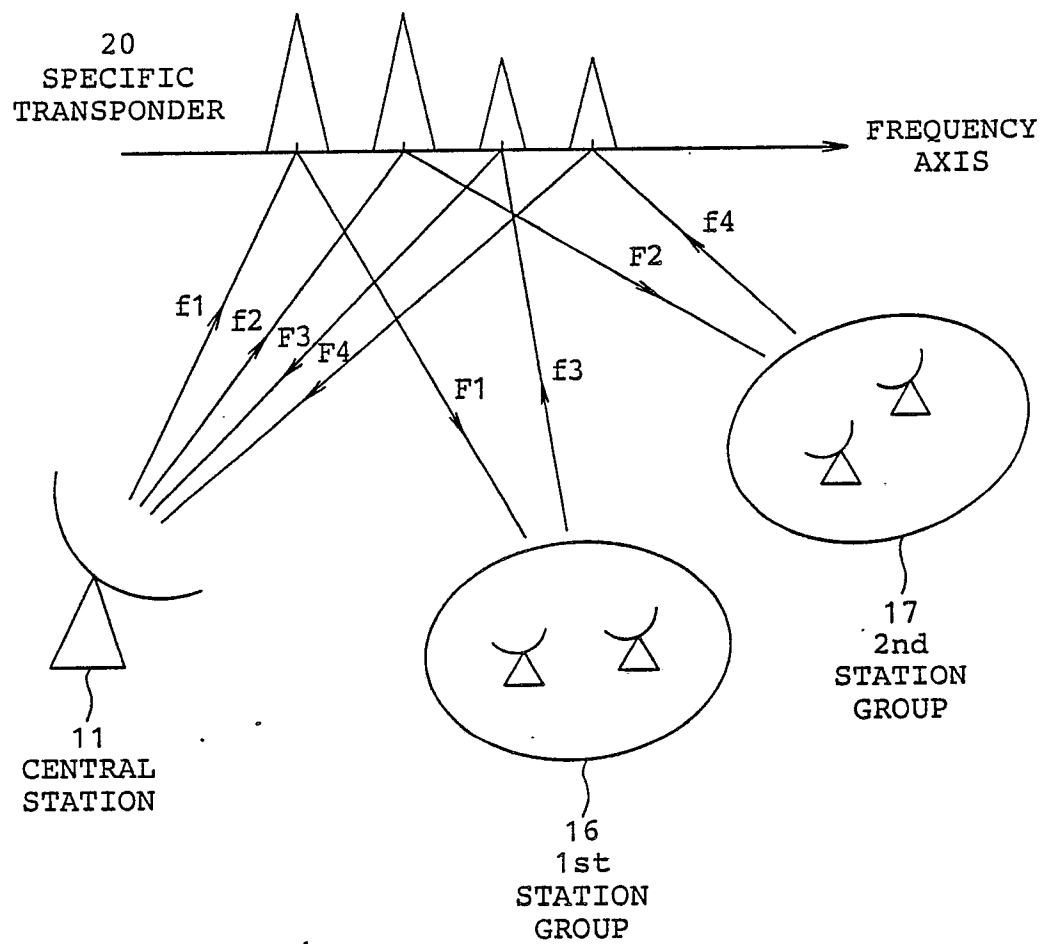 20
SPECIFIC
TRANSPONDER
FREQUENCY
AXIS
f1
f2
F3
F4
F1
f3
F2
f4
11
CENTRAL
STATION
16
1st
STATION
GROUP
17
2nd
STATION
GROUP